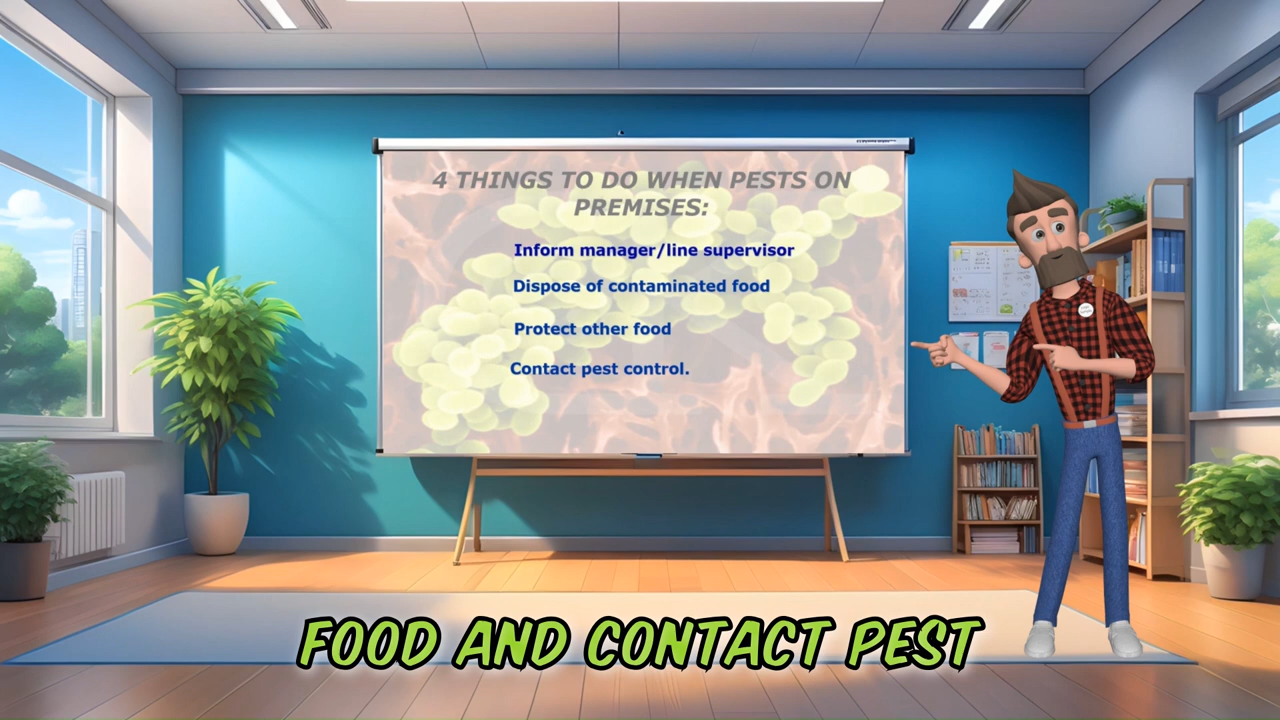 4 THINGS TO DO WHEN PESTS ON
PREMISES:
Inform manager/line supervisor
Dispose of contaminated food
Protect other food
Contact pest control.
FOOD AND CONTACT PEST